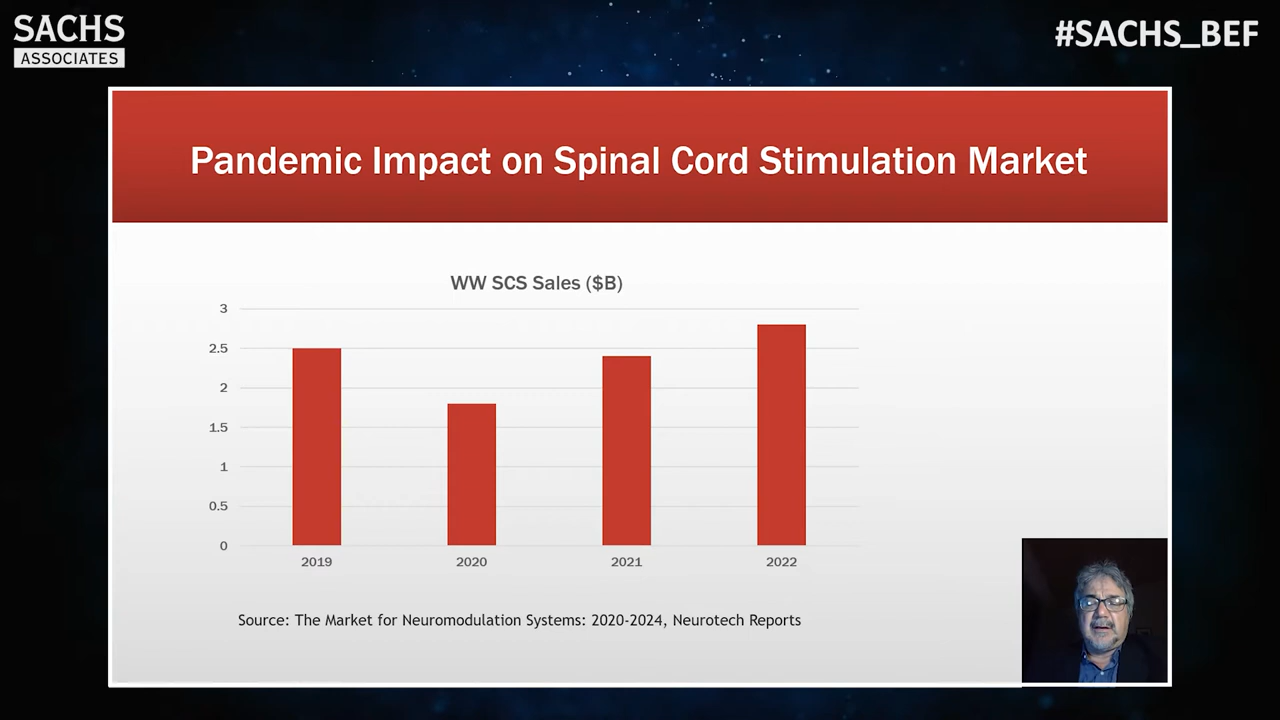 SACHS
ASSOCIATES
#SACHS_BEF
Pandemic Impact on Spinal Cord Stimulation Market
WW SCS Sales ($B)
3
2.5
2
1.5
1
0.5
0
2019 2020 2021 2022
Source: The Market for Neuromodulation Systems: 2020-2024, Neurotech Reports